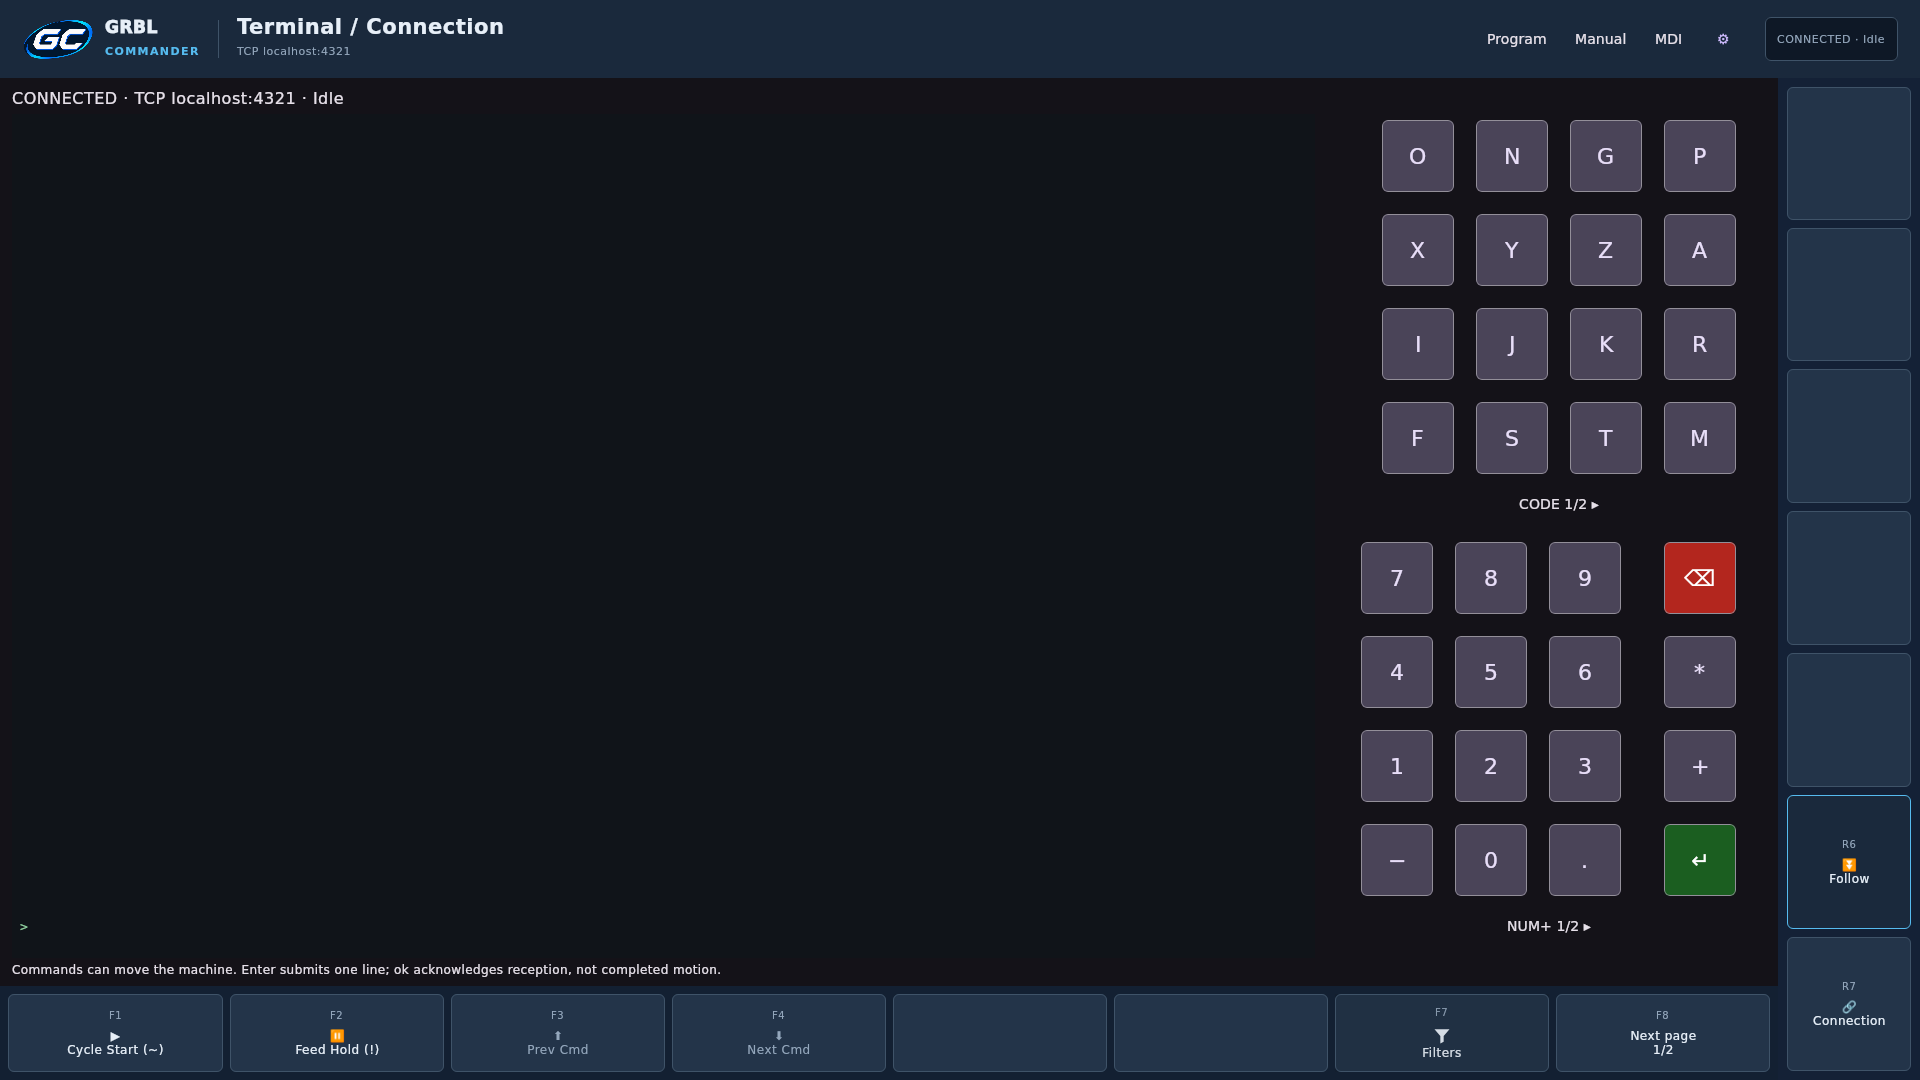 GC
GRBL
COMMANDER
Terminal / Connection
TCP localhost:4321
Program
Manual
MDI
CONNECTED · Idle
CONNECTED · TCP localhost:4321 · Idle
O N G P
X Y Z A
I J K R
F S T M
CODE 1/2 ▸
7 8 9 ⌫
4 5 6 *
1 2 3 +
− 0 . ↵
NUM+ 1/2 ▸
>
Commands can move the machine. Enter submits one line; ok acknowledges reception, not completed motion.
R6
Follow
R7
Connection
F1
Cycle Start (~)
F2
Feed Hold (!)
F3
Prev Cmd
F4
Next Cmd
F7
Filters
F8
Next page
1/2